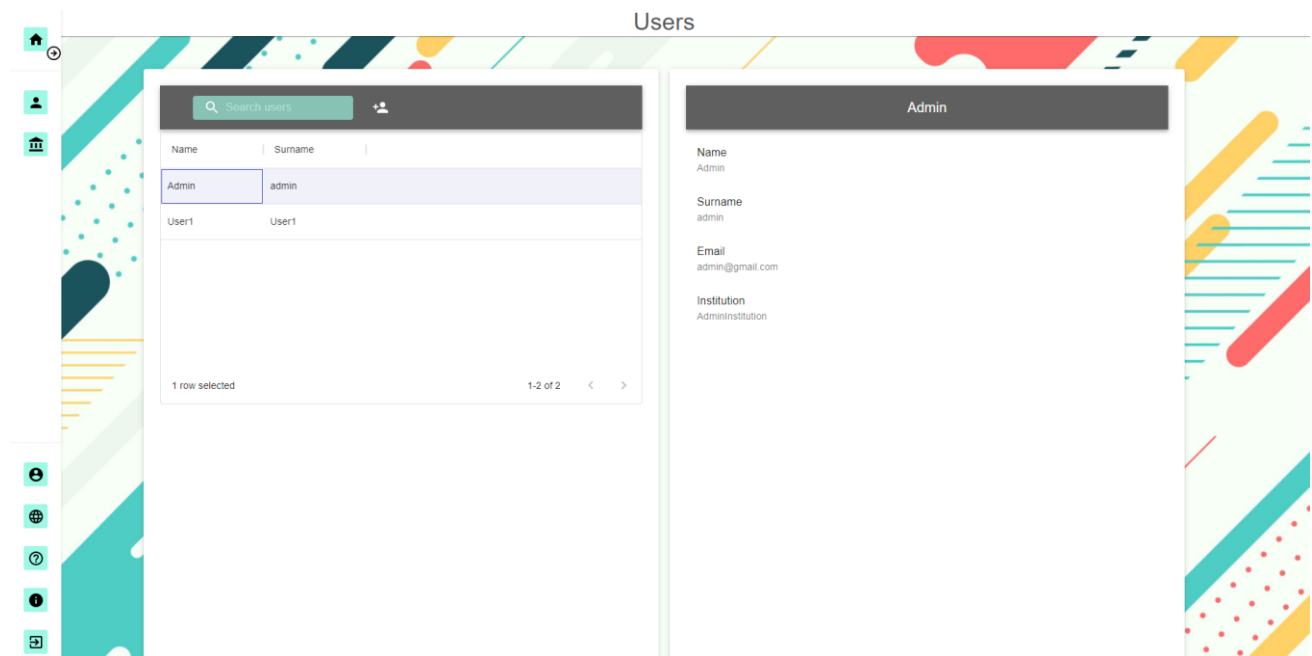 Users
Search users
Name Surname
Admin admin
User1 User1
1 row selected 1-2 of 2
Admin
Name
Admin
Surname
admin
Email
admin@gmail.com
Institution
AdminInstitution